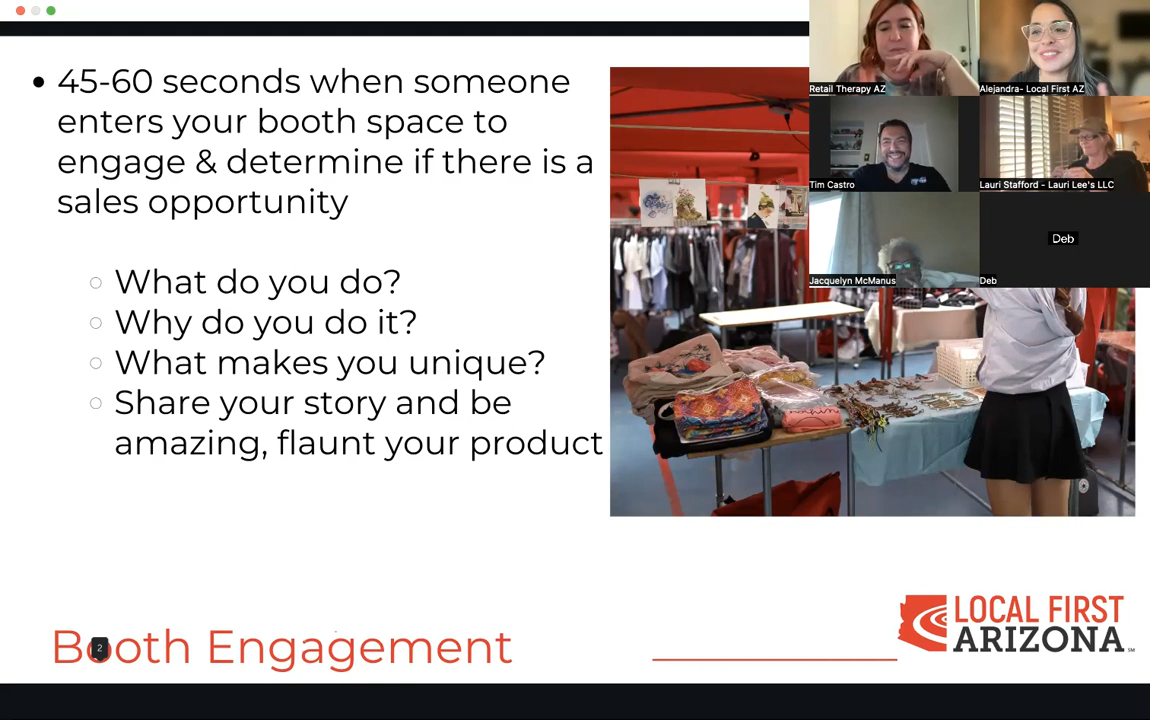 • 45-60 seconds when someone
enters your booth space to
engage & determine if there is a
sales opportunity
○ What do you do?
○ Why do you do it?
○ What makes you unique?
○ Share your story and be
amazing, flaunt your product
Retail Therapy AZ
Alejandra- Local First AZ
Tim Castro
Lauri Stafford - Lauri Lee's LLC
Deb
Jacquelyn McManus
Deb
Booth Engagement
2
LOCAL FIRST
ARIZONA
SM